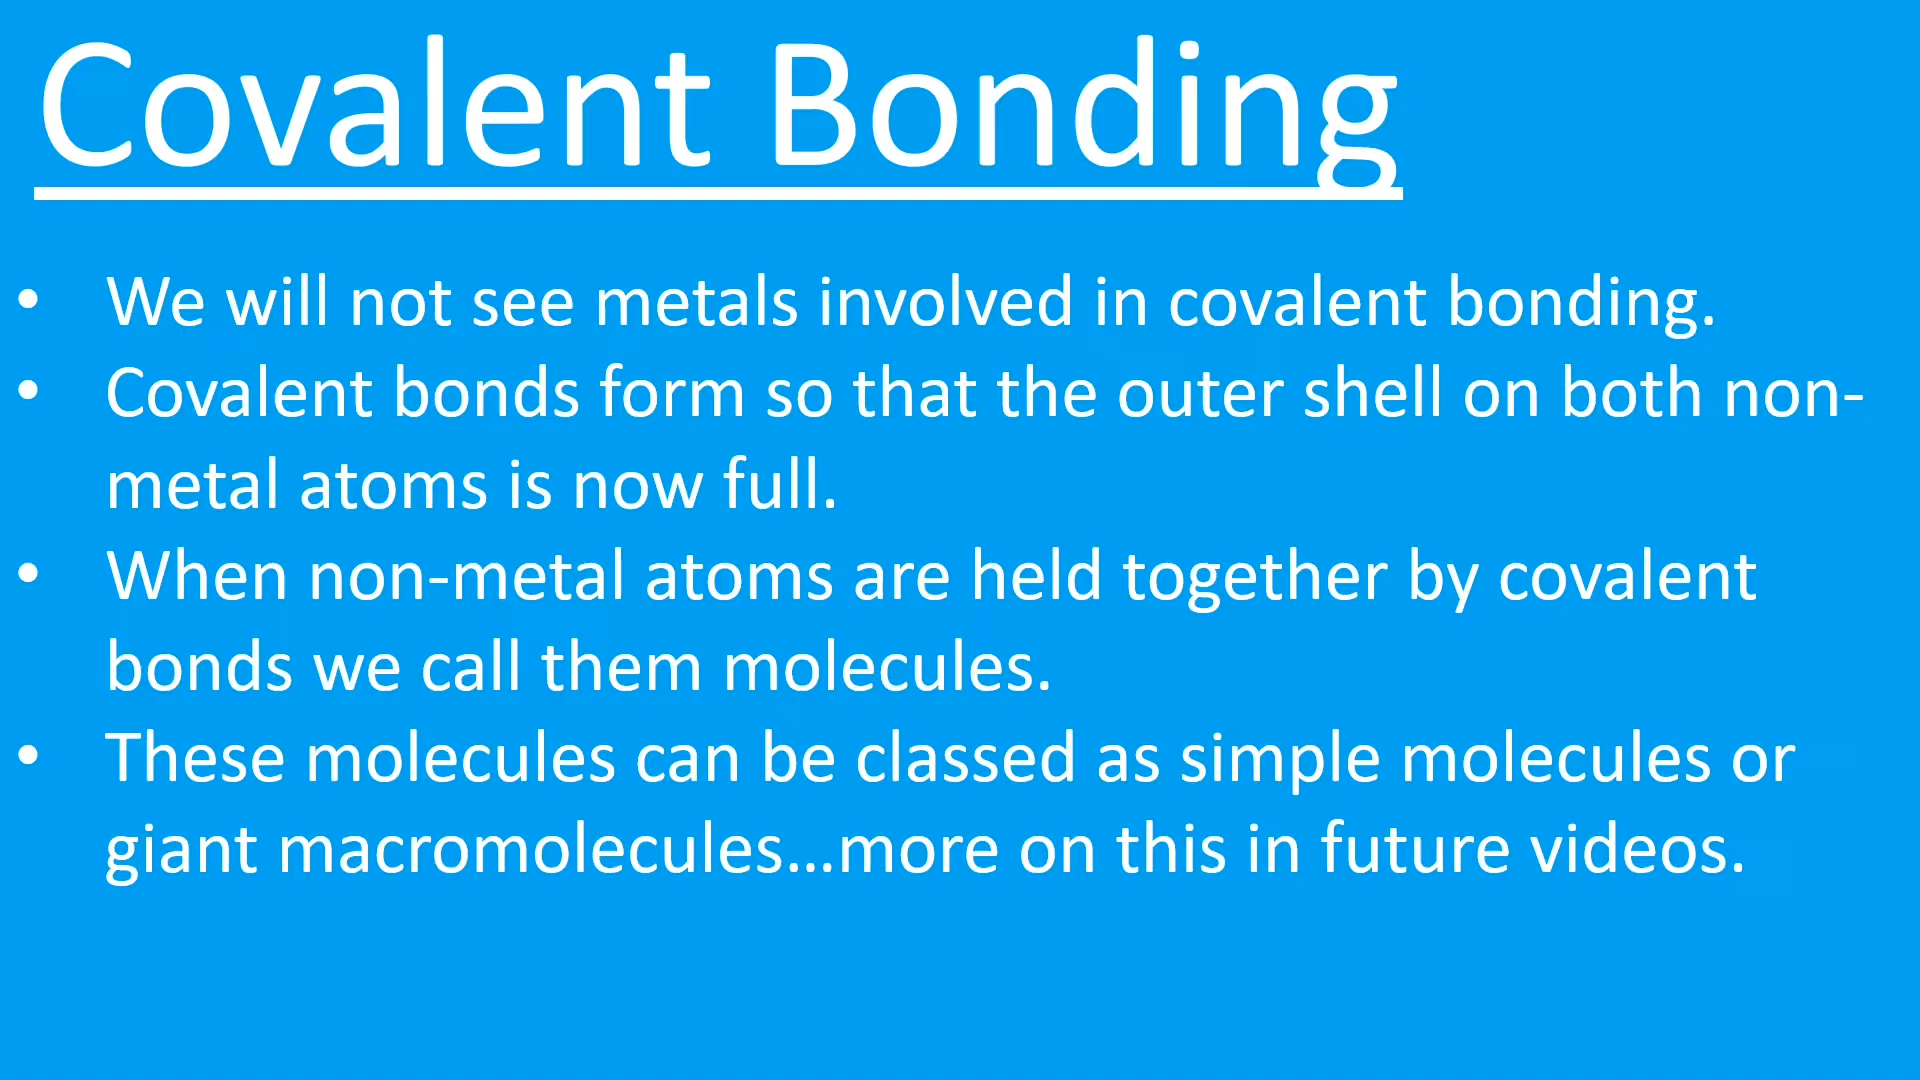 Covalent Bonding
• We will not see metals involved in covalent bonding.
• Covalent bonds form so that the outer shell on both non-
metal atoms is now full.
• When non-metal atoms are held together by covalent
bonds we call them molecules.
• These molecules can be classed as simple molecules or
giant macromolecules...more on this in future videos.